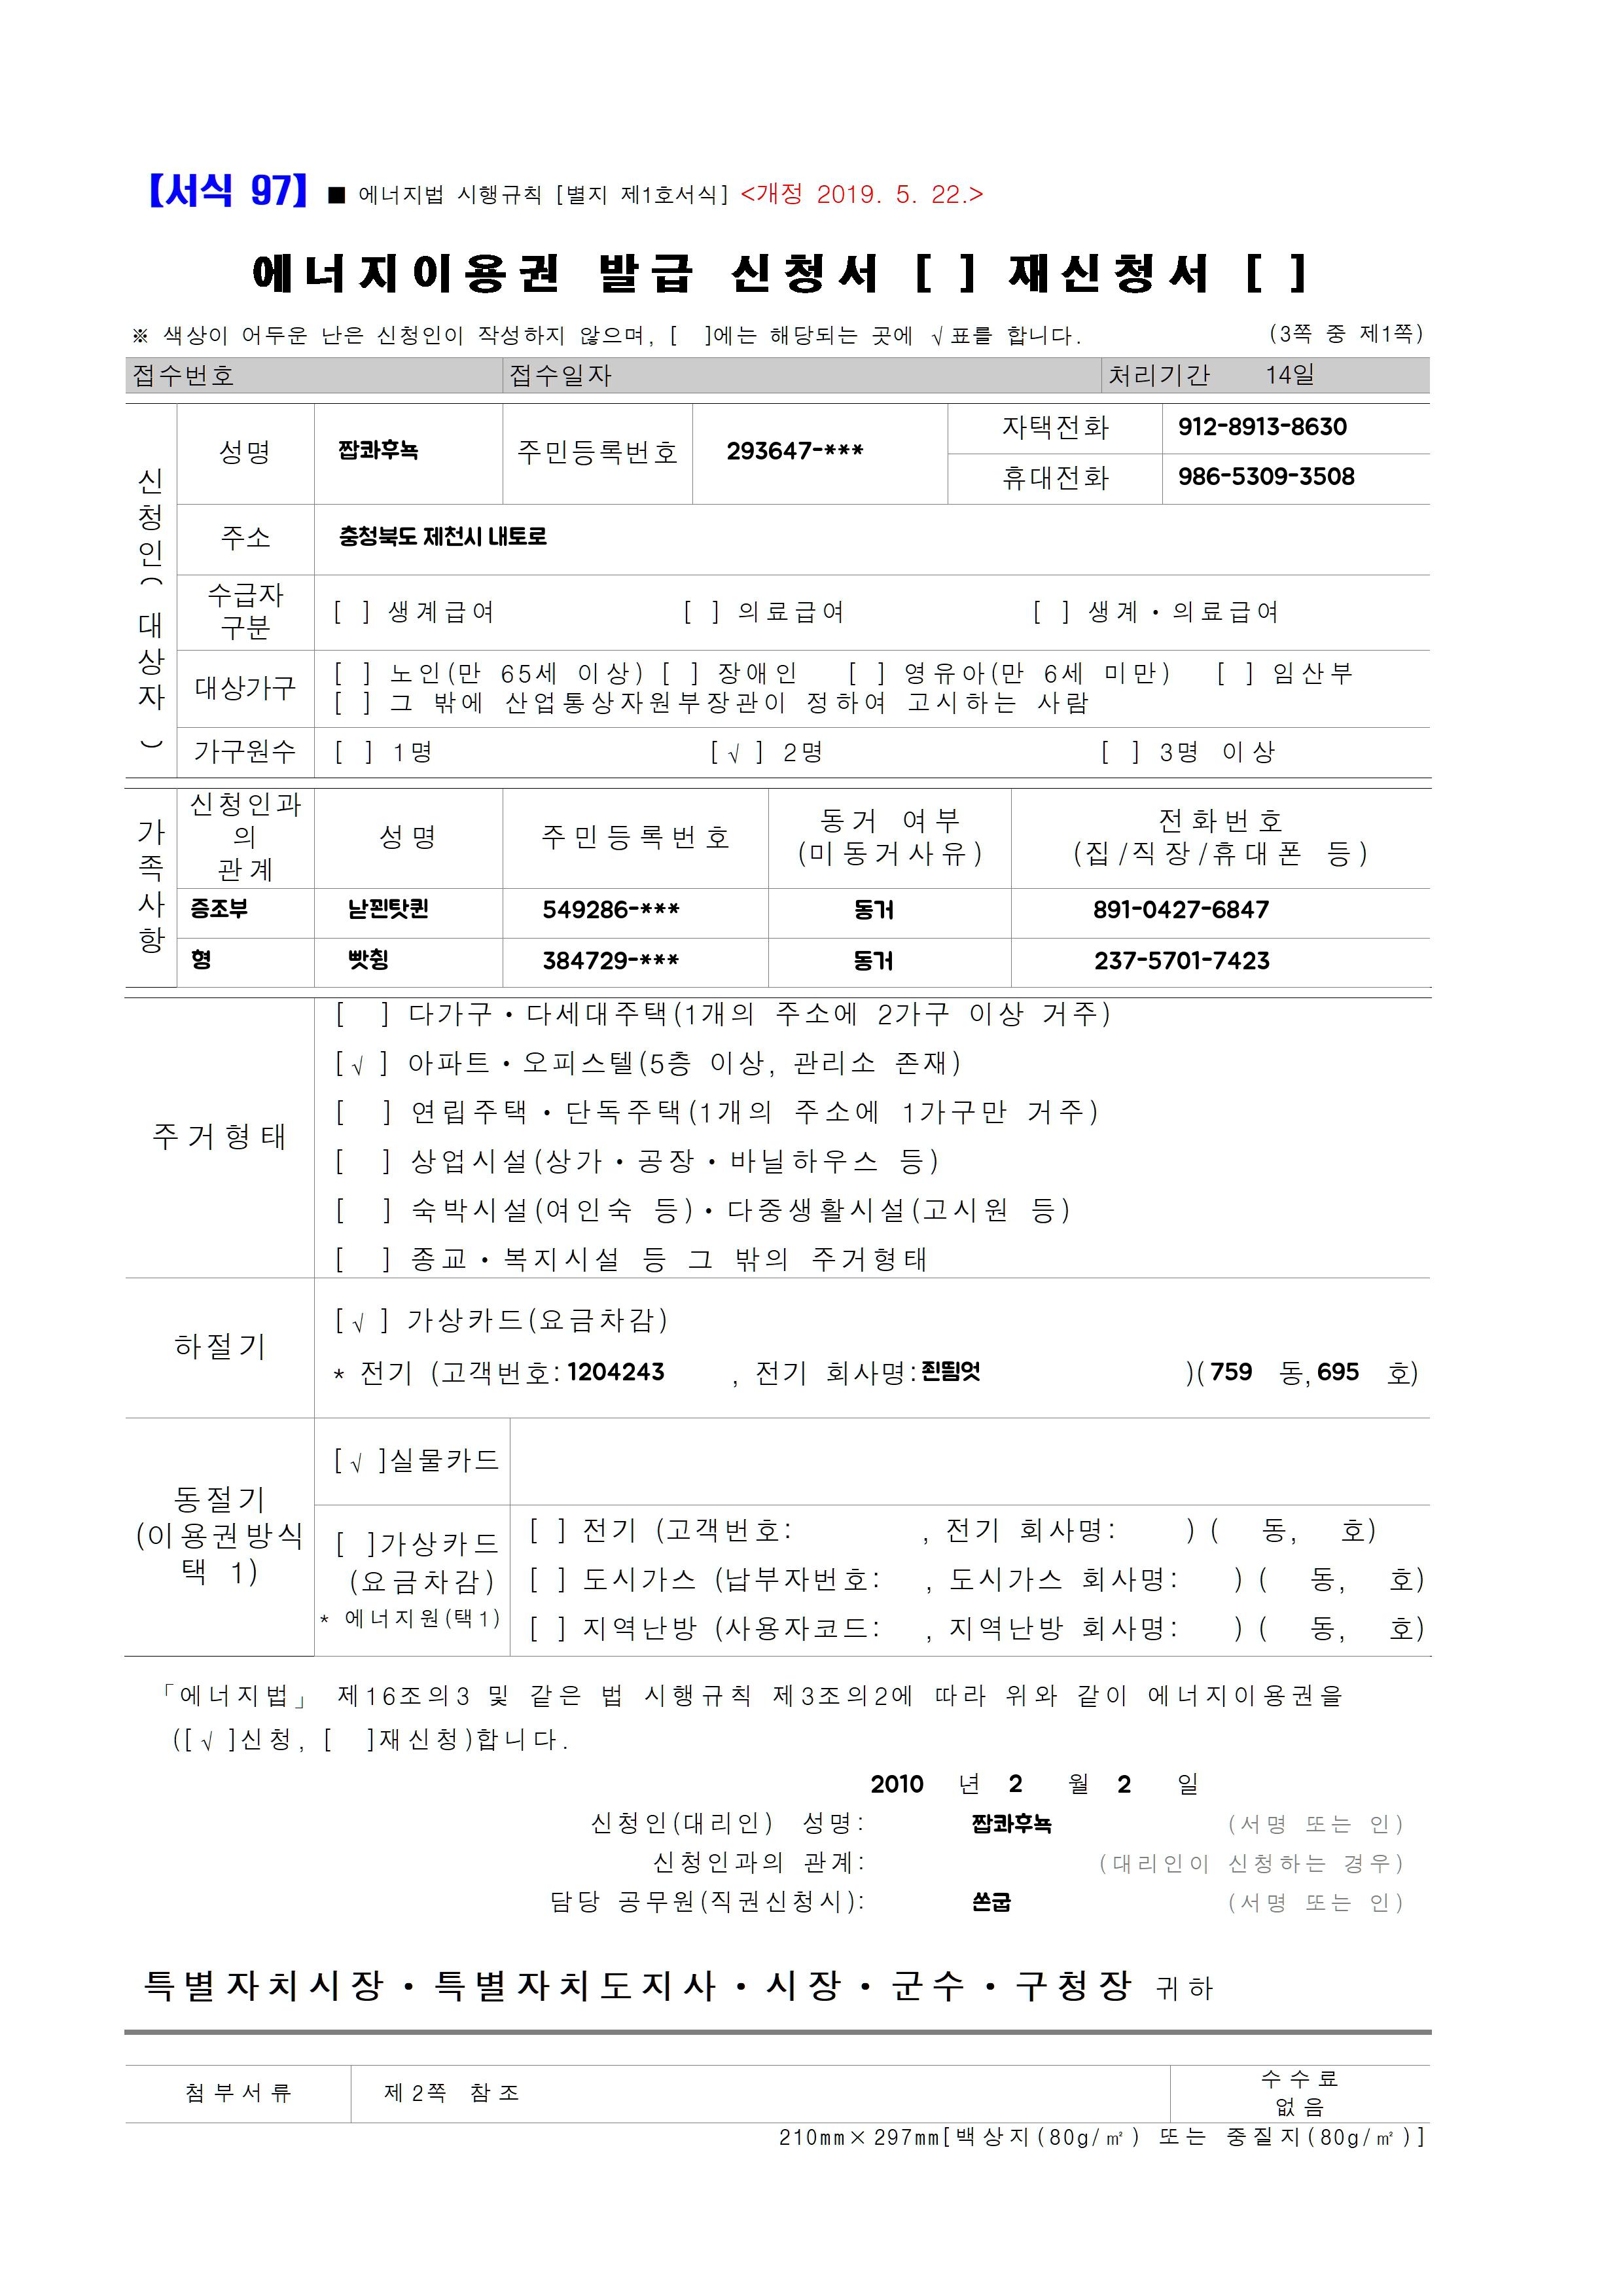 【서식 97】 ■ 에너지법 시행규칙 [별지 제1호서식] <개정 2019. 5. 22.>
에너지이용권 발급 신청서 [ ] 재신청서 [ ]
※ 색상이 어두운 난은 신청인이 작성하지 않으며, [ ]에는 해당되는 곳에 √표를 합니다. (3쪽 중 제1쪽)
접수번호 접수일자 처리기간 14일
신청인(대상자)
성명 짭콰후뇩 주민등록번호 293647-***
자택전화 912-8913-8630
휴대전화 986-5309-3508
주소 충청북도 제천시 내토로
수급자
구분
[ ] 생계급여 [ ] 의료급여 [ ] 생계·의료급여
대상가구
[ ] 노인(만 65세 이상) [ ] 장애인 [ ] 영유아(만 6세 미만) [ ] 임산부
[ ] 그 밖에 산업통상자원부장관이 정하여 고시하는 사람
가구원수 [ ] 1명 [√] 2명 [ ] 3명 이상
가족사항
신청인과
의
관계
성명
주민등록번호
동거 여부
(미동거사유)
전화번호
(집/직장/휴대폰 등)
증조부 낟꾄탓퀸 549286-*** 동거 891-0427-6847
형 빳칑 384729-*** 동거 237-5701-7423
주거형태
[ ] 다가구·다세대주택(1개의 주소에 2가구 이상 거주)
[√] 아파트·오피스텔(5층 이상, 관리소 존재)
[ ] 연립주택·단독주택(1개의 주소에 1가구만 거주)
[ ] 상업시설(상가·공장·바닐하우스 등)
[ ] 숙박시설(여인숙 등)·다중생활시설(고시원 등)
[ ] 종교·복지시설 등 그 밖의 주거형태
하절기
[√] 가상카드(요금차감)
* 전기 (고객번호: 1204243 , 전기 회사명: )( 759 동, 695 호)
동절기
(이용권방식
택 1)
[√]실물카드
[ ]가상카드
(요금차감)
* 에너지원(택1)
[ ] 전기 (고객번호: , 전기 회사명: ) ( 동, 호)
[ ] 도시가스 (납부자번호: , 도시가스 회사명: ) ( 동, 호)
[ ] 지역난방 (사용자코드: , 지역난방 회사명: ) ( 동, 호)
「에너지법」 제16조의3 및 같은 법 시행규칙 제3조의2에 따라 위와 같이 에너지이용권을
([√]신청, [ ]재신청)합니다.
2010 년 2 월 2 일
신청인(대리인) 성명: 짭콰후뇩 (서명 또는 인)
신청인과의 관계: (대리인이 신청하는 경우)
담당 공무원(직권신청시): 쏜굽 (서명 또는 인)
특별자치시장·특별자치도지사·시장·군수·구청장 귀하
첨부서류 제2쪽 참조
수수료
없음
210mm×297mm[백상지(80g/㎡) 또는 중질지(80g/㎡)]